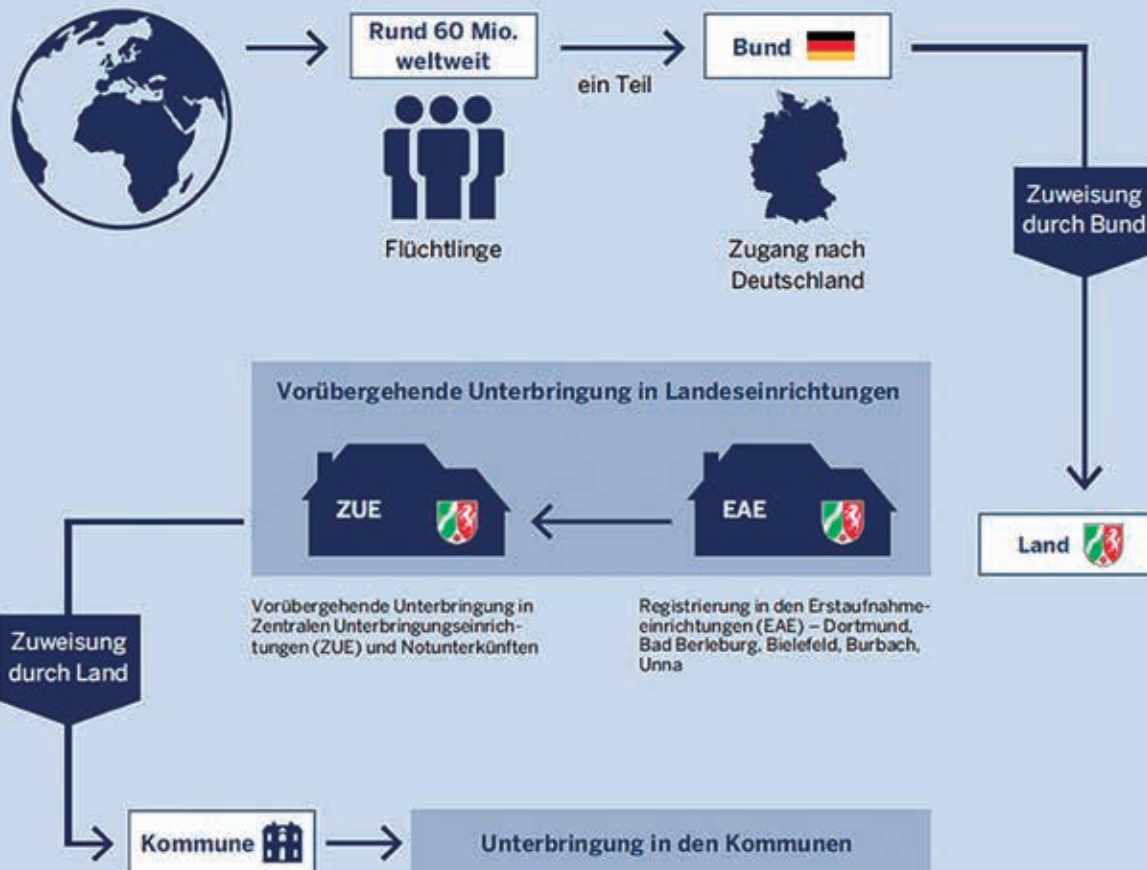 Rund 60 Mio.
weltweit
ein Teil
Bund
Flüchtlinge
Zugang nach
Deutschland
Zuweisung
durch Bund
Land
Vorübergehende Unterbringung in Landeseinrichtungen
EAE
ZUE
Registrierung in den Erstaufnahme-
einrichtungen (EAE) – Dortmund,
Bad Berleburg, Bielefeld, Burbach,
Unna
Vorübergehende Unterbringung in
Zentralen Unterbringungseinrich-
tungen (ZUE) und Notunterkünften
Zuweisung
durch Land
Kommune
Unterbringung in den Kommunen